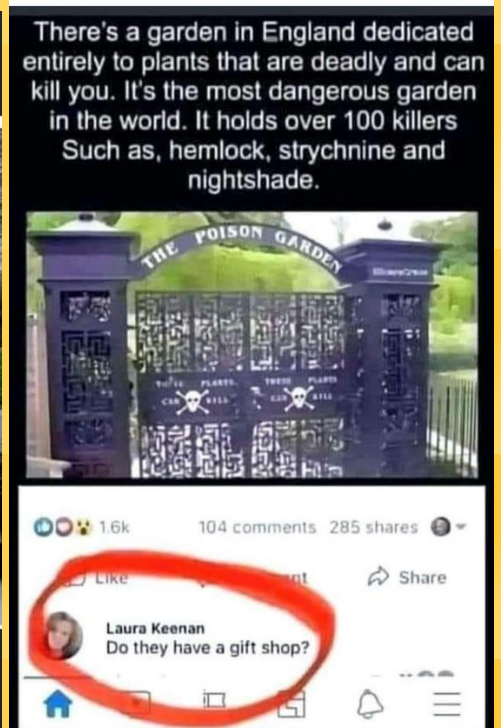 There's a garden in England dedicated
entirely to plants that are deadly and can
kill you. It's the most dangerous garden
in the world. It holds over 100 killers
Such as, hemlock, strychnine and
nightshade.
THE POISON GARDEN
THESE PLANTS THESE PLANTS
CAN KILL CAN KILL
1.6k 104 comments 285 shares
Like Share
Laura Keenan
Do they have a gift shop?